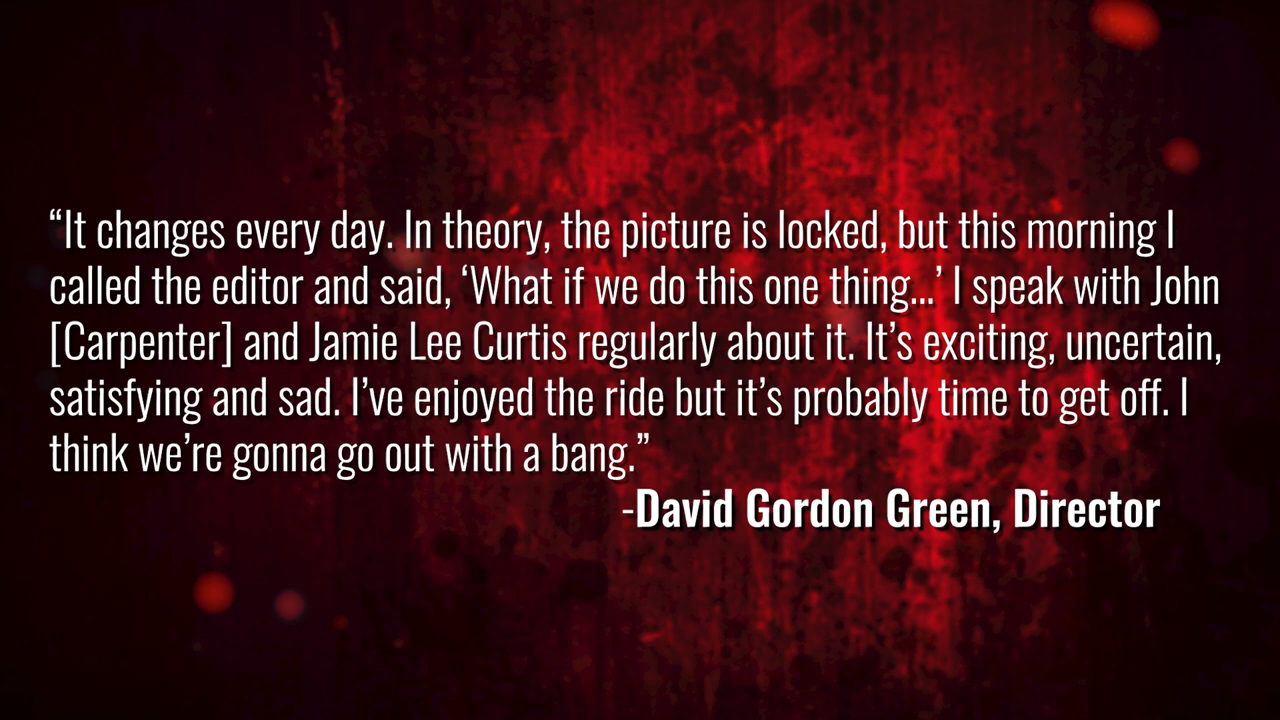 “It changes every day. In theory, the picture is locked, but this morning I
called the editor and said, ‘What if we do this one thing...’ I speak with John
[Carpenter] and Jamie Lee Curtis regularly about it. It’s exciting, uncertain,
satisfying and sad. I’ve enjoyed the ride but it’s probably time to get off. I
think we’re gonna go out with a bang.”
-David Gordon Green, Director